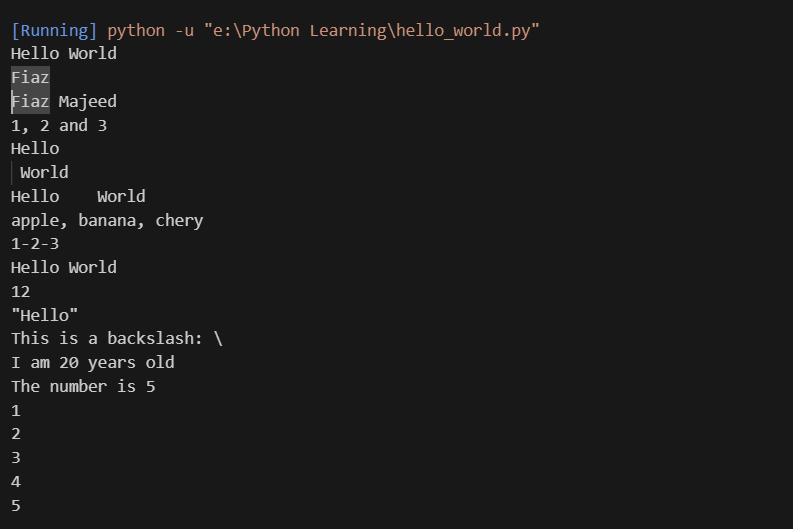 [Running] python -u "e:\Python Learning\hello_world.py"
Hello World
Fiaz
Fiaz Majeed
1, 2 and 3
Hello
 World
Hello    World
apple, banana, chery
1-2-3
Hello World
12
"Hello"
This is a backslash: \
I am 20 years old
The number is 5
1
2
3
4
5